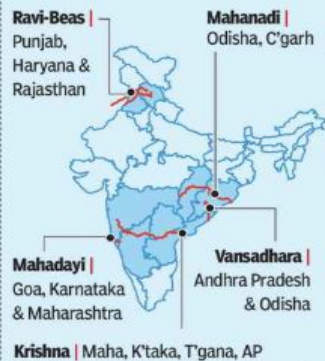 Ravi-Beas |
Punjab,
Haryana &
Rajasthan
Mahanadi |
Odisha, C'garh
Mahadayi |
Goa, Karnataka
& Maharashtra
Vansadhara |
Andhra Pradesh
& Odisha
Krishna | Maha, K'taka, T'gana, AP